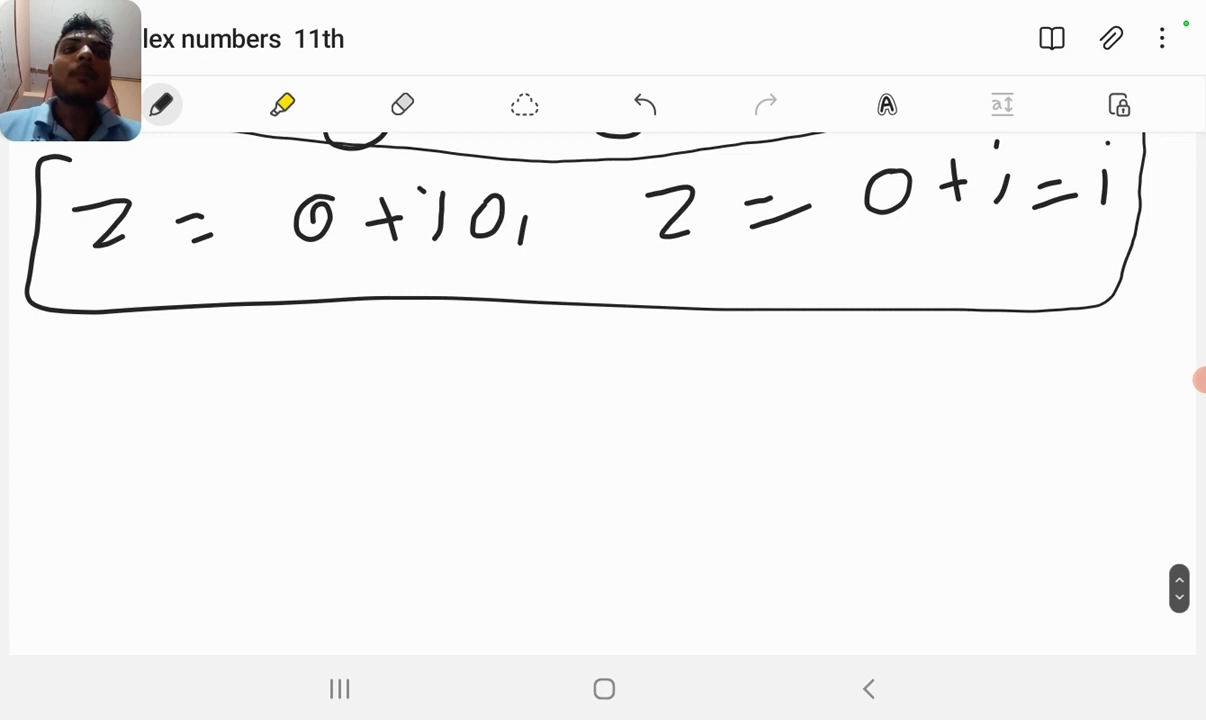 lex numbers 11th
z = 0 + i0, z = 0 + i = i